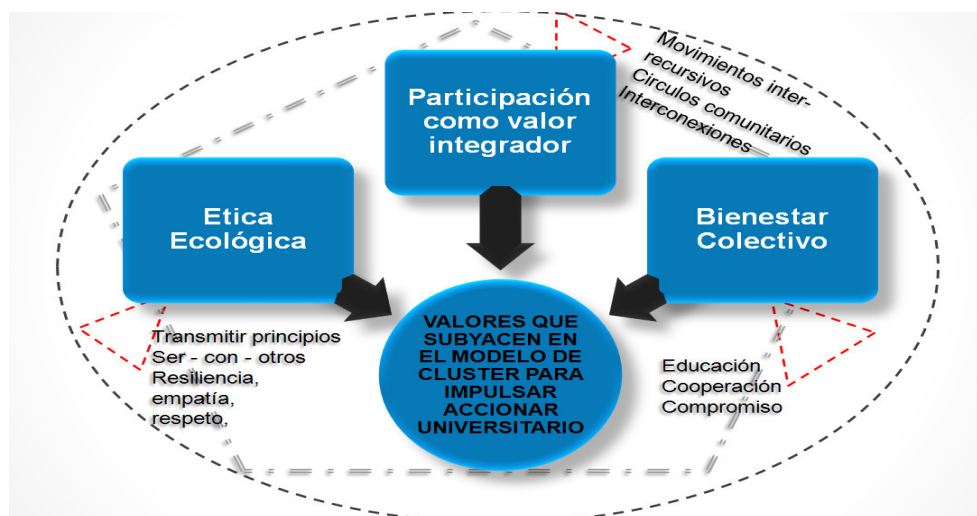 Participación
como valor
integrador
Movimientos inter-
recursivos
Circulos comunitarios
Interconexiones
Etica
Ecológica
Bienestar
Colectivo
VALORES QUE
SUBYACEN EN
EL MODELO DE
CLUSTER PARA
IMPULSAR
ACCIONAR
UNIVERSITARIO
Transmitir principios
Ser - con - otros
Resiliencia,
empatía,
respeto,
Educación
Cooperación
Compromiso